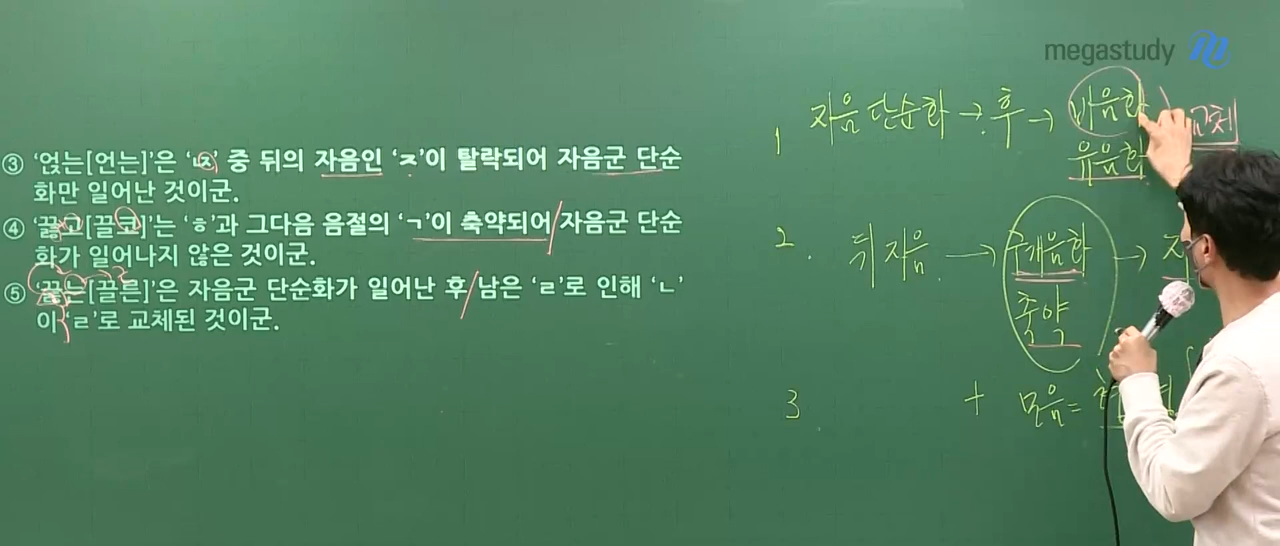 megastudy
③ '얹는[언는]'은 'ㄵ' 중 뒤의 자음인 'ㅈ'이 탈락되어 자음군 단순
화만 일어난 것이군.
④ '끓고[끌코]'는 'ㅎ'과 그다음 음절의 'ㄱ'이 축약되어 자음군 단순
화가 일어나지 않은 것이군.
⑤ '끓는[끌른]'은 자음군 단순화가 일어난 후 남은 'ㄹ'로 인해 'ㄴ'
이 'ㄹ'로 교체된 것이군.
1 자음 단순화 → 후 → 비음화 교체
유음화
2. 뒤 자음 → 거개음화 →
축약
3 + 모음 =